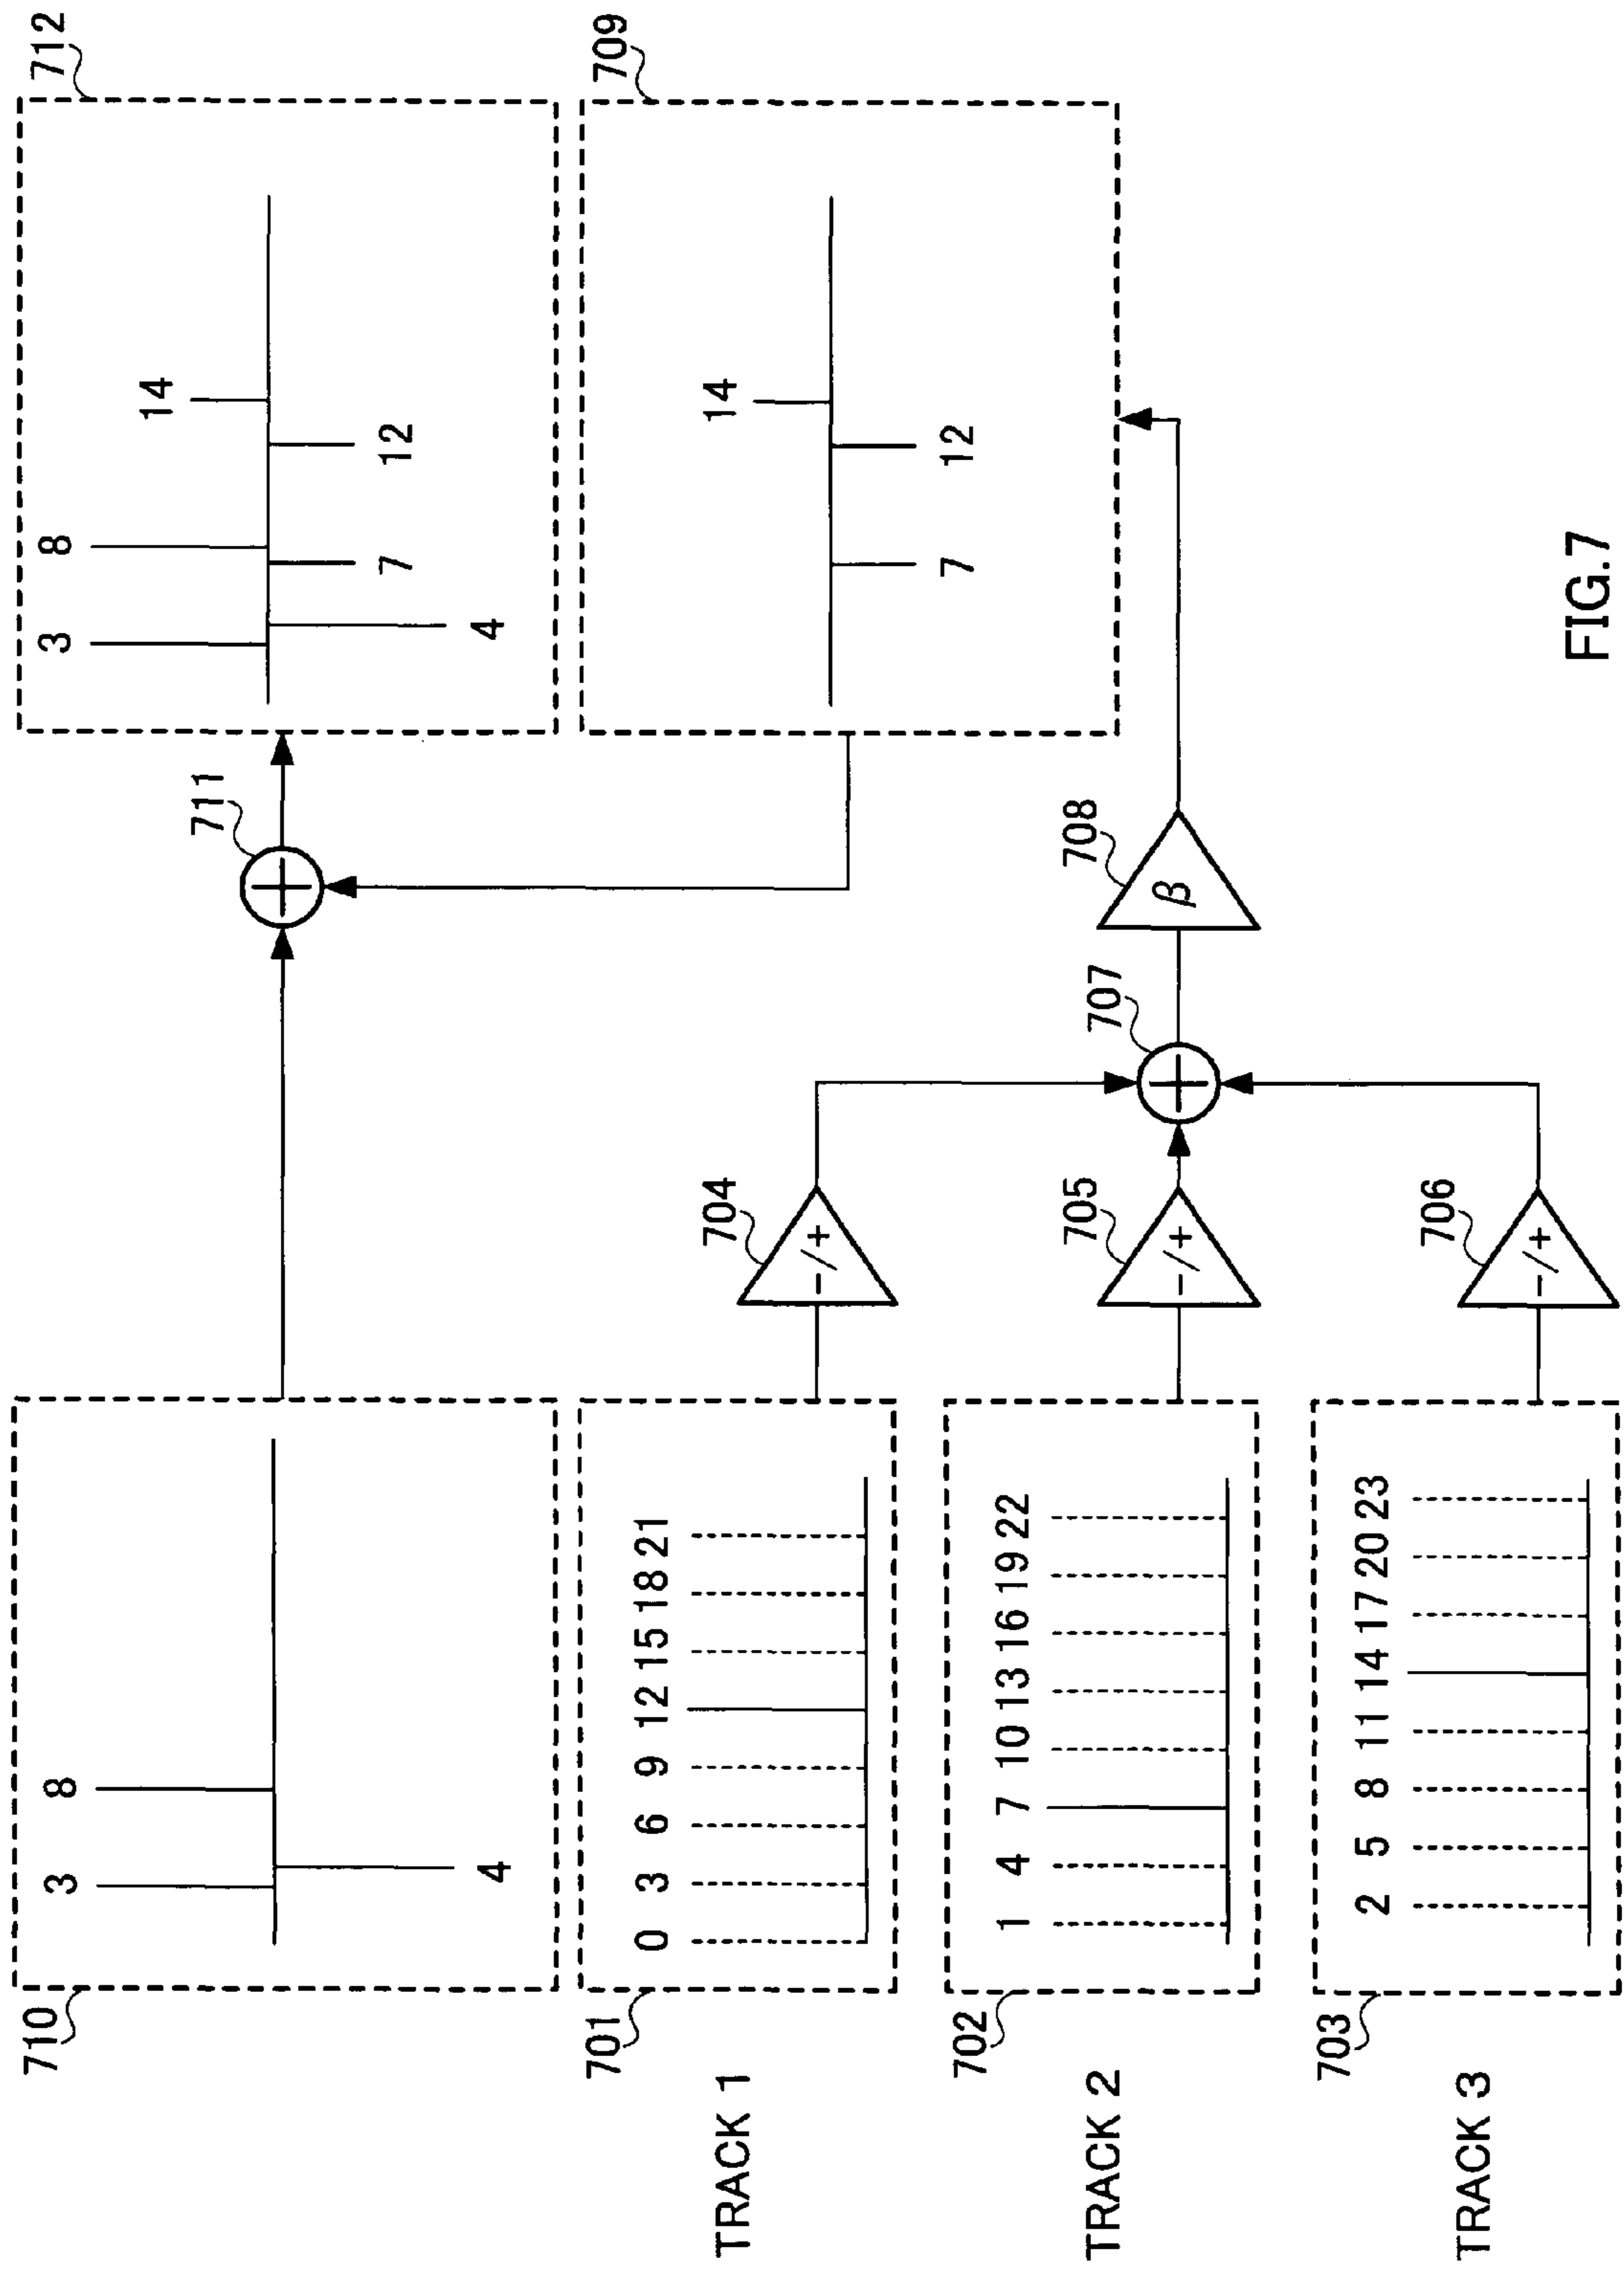 710
3 8
4
711
712
3 8 14
4 7 12
709
14
7 12
TRACK 1
701
0 3 6 9 12 15 18 21
704
-/+
TRACK 2
702
1 4 7 10 13 16 19 22
705
-/+
707
708
β
TRACK 3
703
2 5 8 11 14 17 20 23
706
-/+
FIG.7